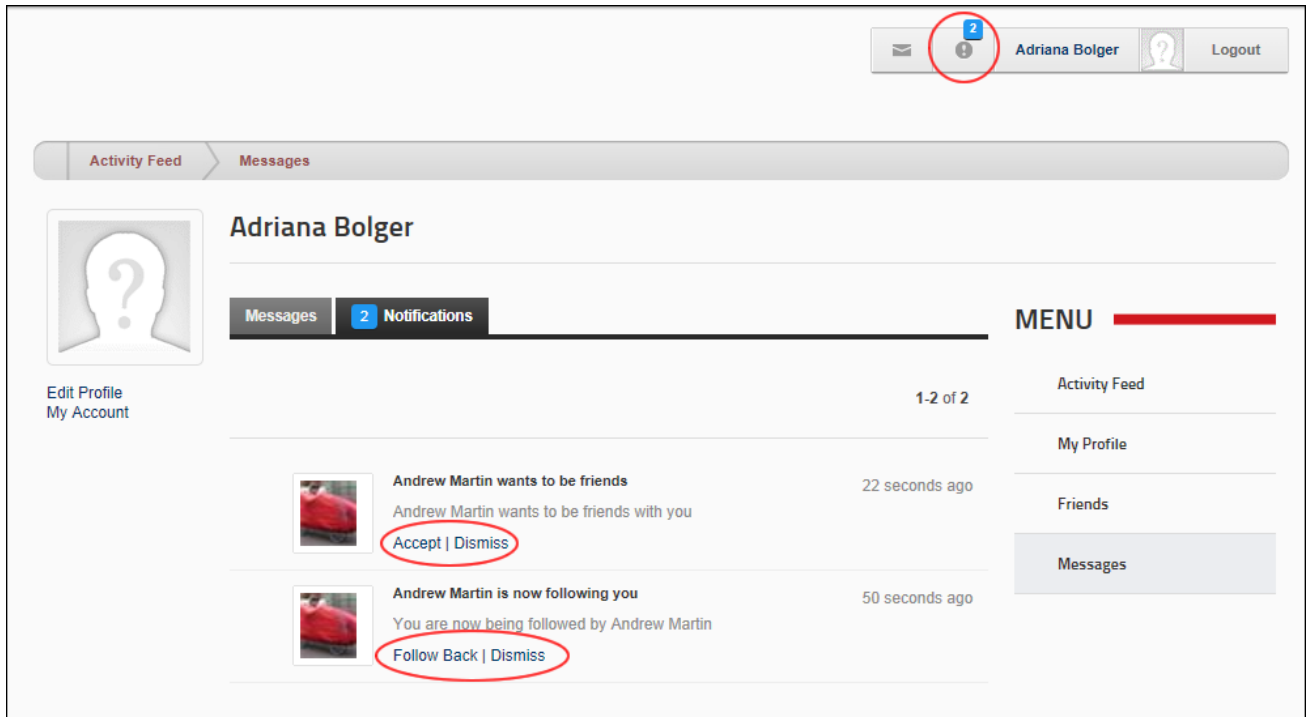 2
Adriana Bolger
Logout
Activity Feed
Messages
Adriana Bolger
Edit Profile
My Account
Messages
2 Notifications
1-2 of 2
Andrew Martin wants to be friends
22 seconds ago
Andrew Martin wants to be friends with you
Accept | Dismiss
Andrew Martin is now following you
50 seconds ago
You are now being followed by Andrew Martin
Follow Back | Dismiss
MENU
Activity Feed
My Profile
Friends
Messages